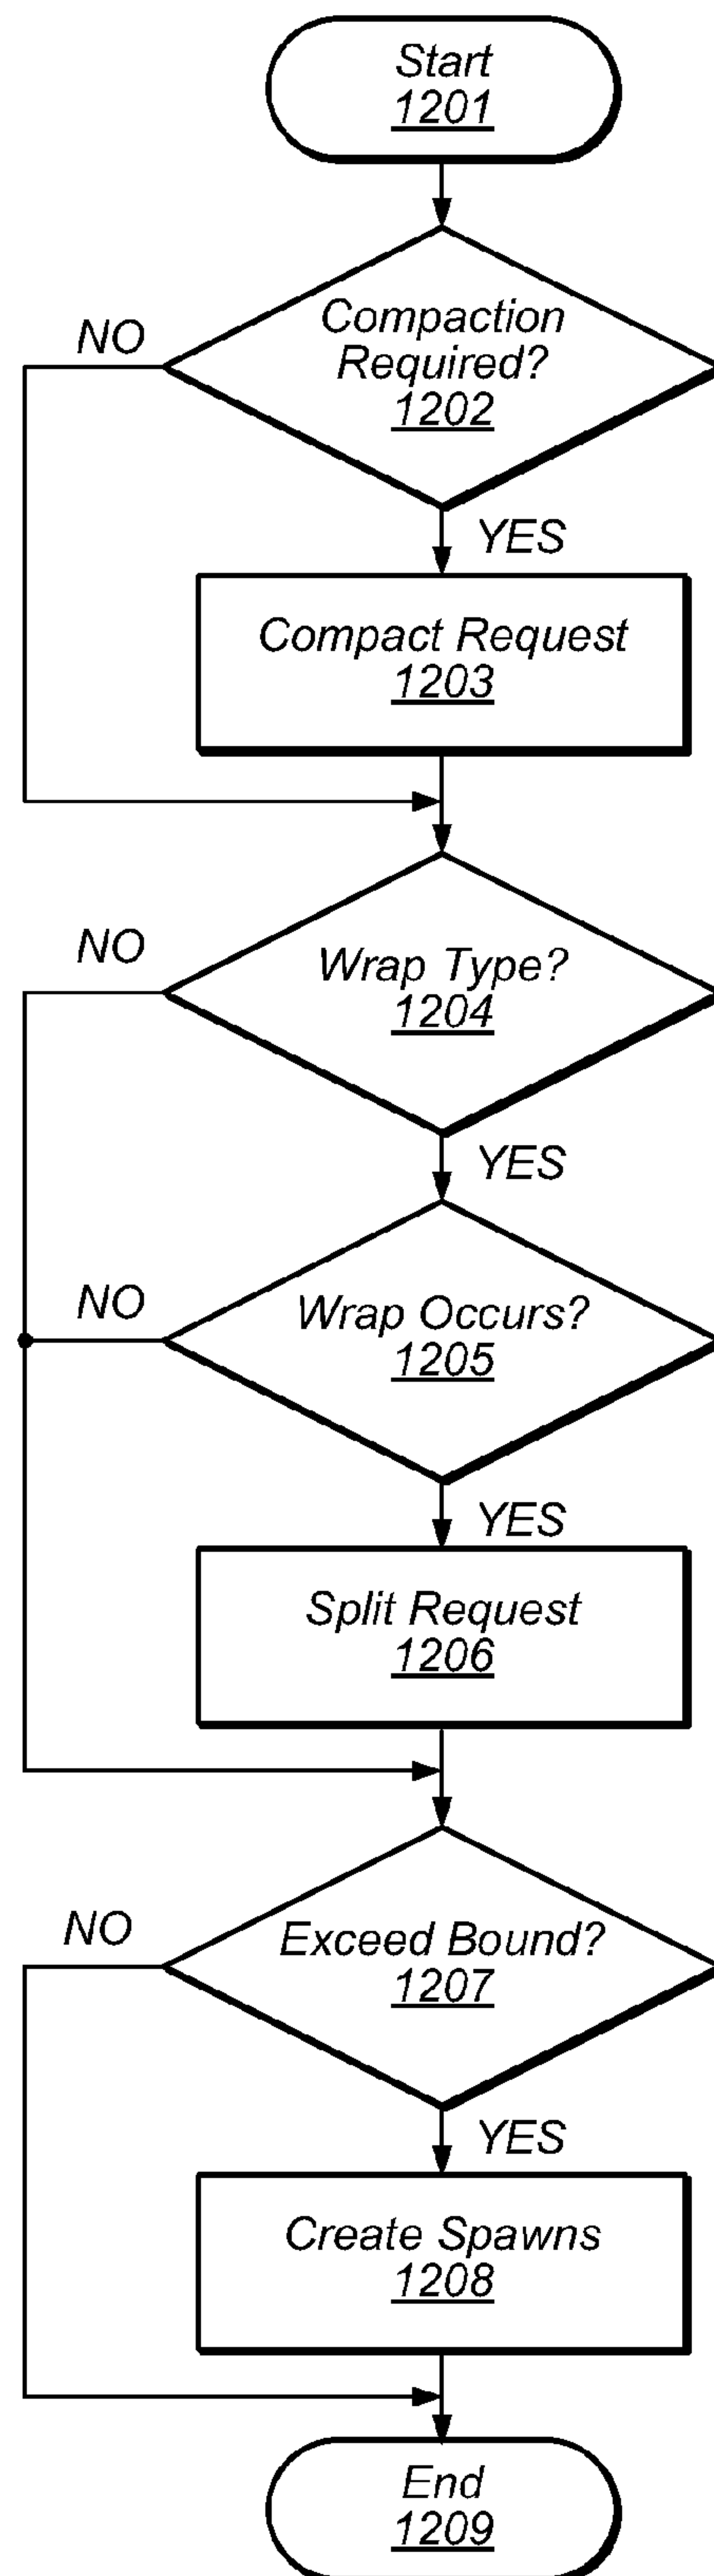 Start
1201
NO
Compaction
Required?
1202
YES
Compact Request
1203
NO
Wrap Type?
1204
YES
NO
Wrap Occurs?
1205
YES
Split Request
1206
NO
Exceed Bound?
1207
YES
Create Spawns
1208
End
1209